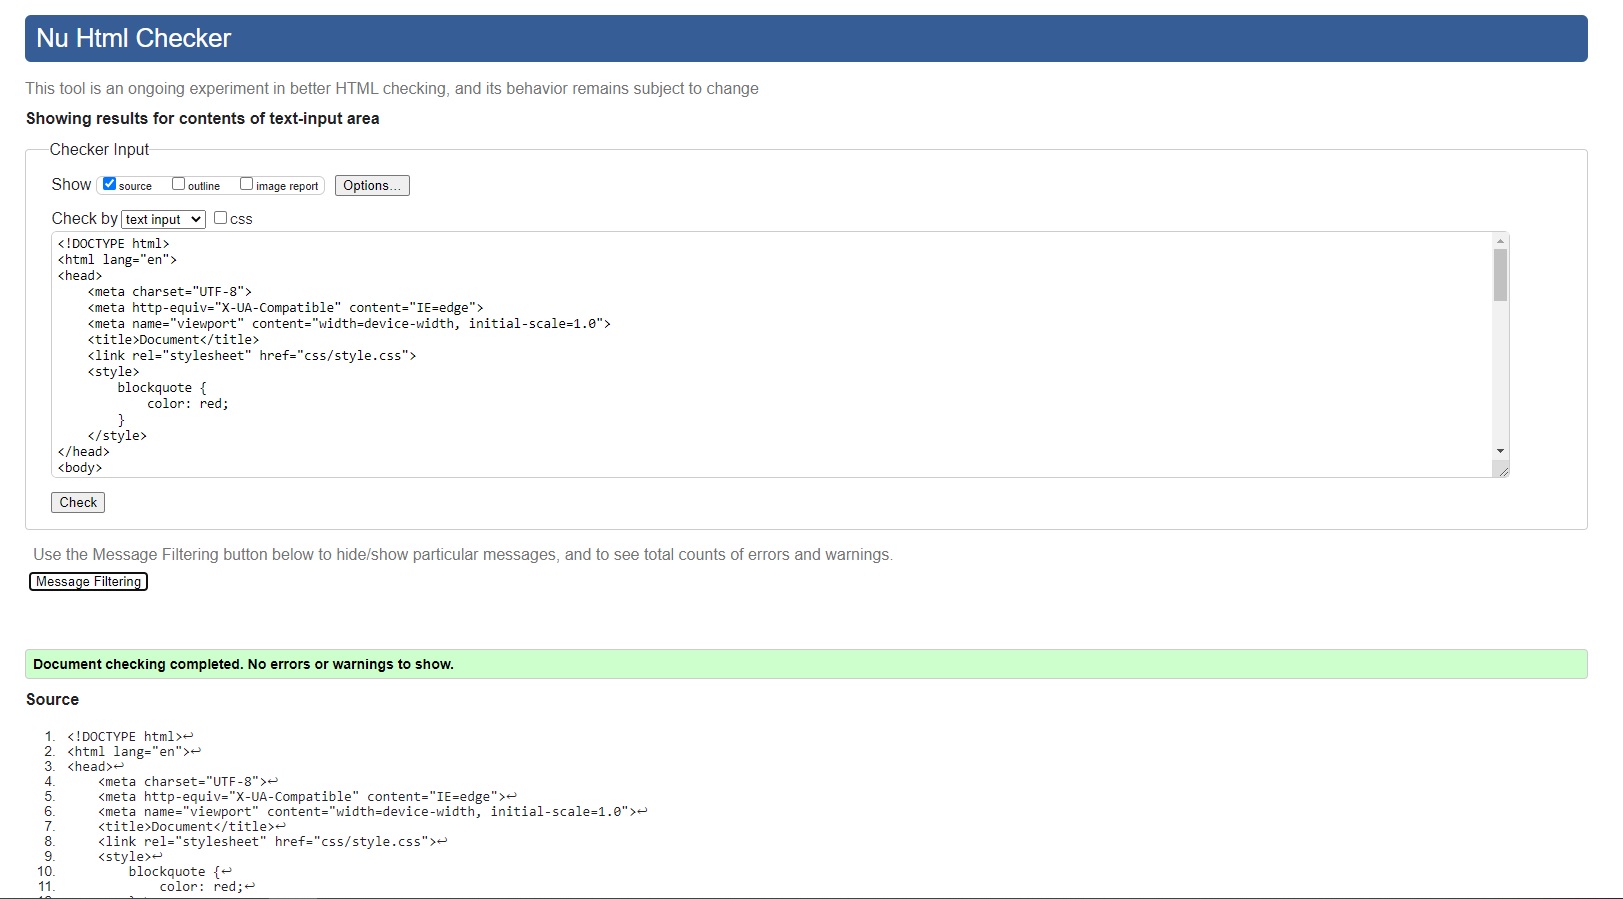 Nu Html Checker
This tool is an ongoing experiment in better HTML checking, and its behavior remains subject to change
Showing results for contents of text-input area
Checker Input
Show source outline image report Options...
Check by text input css
<!DOCTYPE html>
<html lang="en">
<head>
    <meta charset="UTF-8">
    <meta http-equiv="X-UA-Compatible" content="IE=edge">
    <meta name="viewport" content="width=device-width, initial-scale=1.0">
    <title>Document</title>
    <link rel="stylesheet" href="css/style.css">
    <style>
        blockquote {
            color: red;
        }
    </style>
</head>
<body>
Check
Use the Message Filtering button below to hide/show particular messages, and to see total counts of errors and warnings.
Message Filtering
Document checking completed. No errors or warnings to show.
Source
1. <!DOCTYPE html>↩
2. <html lang="en">↩
3. <head>↩
4.     <meta charset="UTF-8">↩
5.     <meta http-equiv="X-UA-Compatible" content="IE=edge">↩
6.     <meta name="viewport" content="width=device-width, initial-scale=1.0">↩
7.     <title>Document</title>↩
8.     <link rel="stylesheet" href="css/style.css">↩
9.     <style>↩
10.         blockquote {↩
11.             color: red;↩